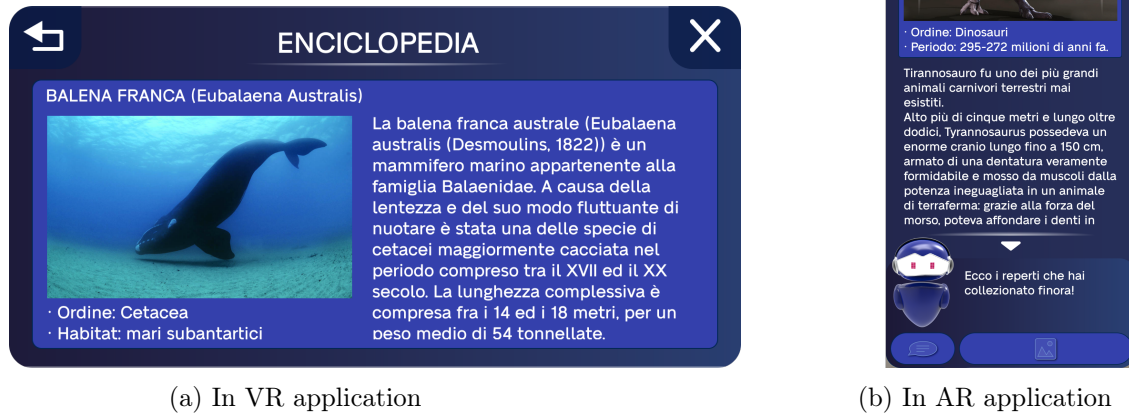 ENCICLOPEDIA
BALENA FRANCA (Eubalaena Australis)
La balena franca australe (Eubalaena
australis (Desmoulins, 1822)) è un
mammifero marino appartenente alla
famiglia Balaenidae. A causa della
lentezza e del suo modo fluttuante di
nuotare è stata una delle specie di
cetacei maggiormente cacciata nel
periodo compreso tra il XVII ed il XX
secolo. La lunghezza complessiva è
compresa fra i 14 ed i 18 metri, per un
peso medio di 54 tonnellate.
· Ordine: Cetacea
· Habitat: mari subantartici
(a) In VR application
· Ordine: Dinosauri
· Periodo: 295-272 milioni di anni fa.
Tirannosauro fu uno dei più grandi
animali carnivori terrestri mai
esistiti.
Alto più di cinque metri e lungo oltre
dodici, Tyrannosaurus possedeva un
enorme cranio lungo fino a 150 cm,
armato di una dentatura veramente
formidabile e mosso da muscoli dalla
potenza ineguagliata in un animale
di terraferma: grazie alla forza del
morso, poteva affondare i denti in
Ecco i reperti che hai
collezionato finora!
(b) In AR application